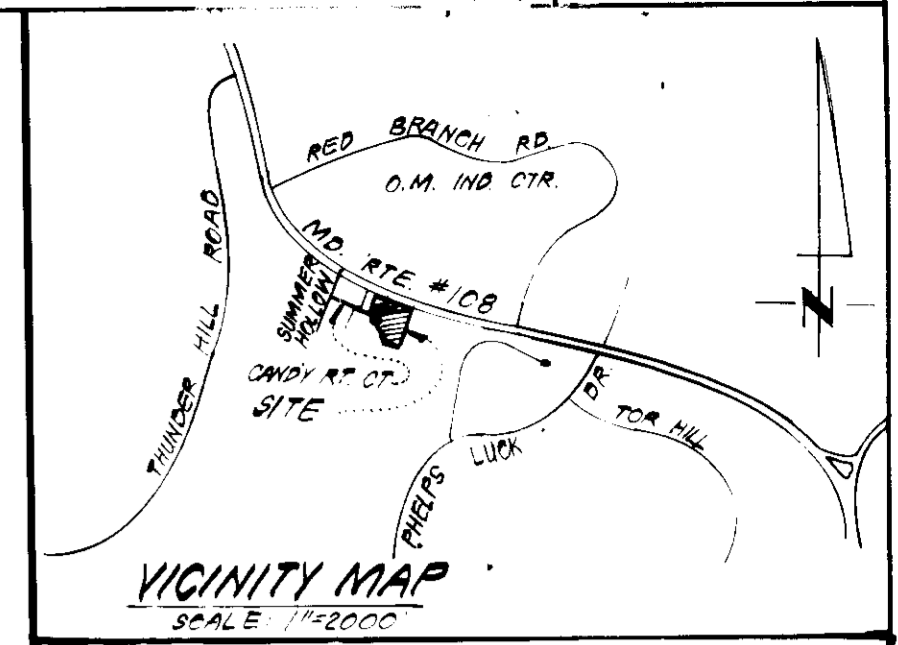 RED BRANCH RD.
O.M. IND. CTR.
THUNDER HILL ROAD
MD. RTE. #108
SUMMER
HOLLOW
CANDY RT. CT.
SITE
N
PHELPS LUCK DR.
TOR HILL
VICINITY MAP
SCALE: 1"=2000'